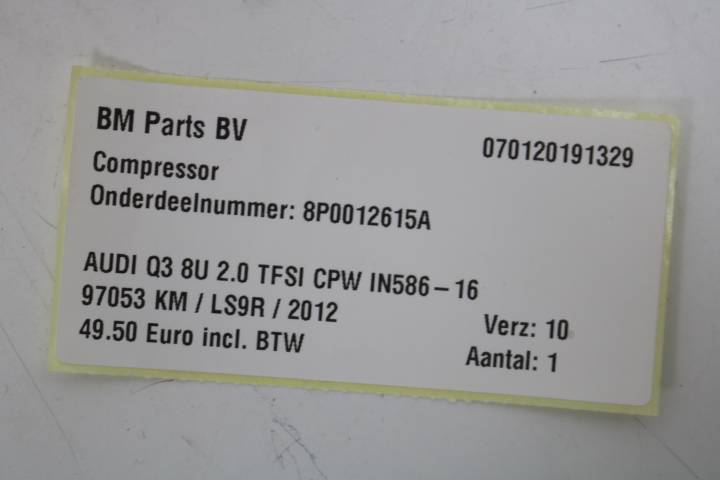 BM Parts BV
070120191329
Compressor
Onderdeelnummer: 8P0012615A
AUDI Q3 8U 2.0 TFSI CPW IN586-16
97053 KM / LS9R / 2012
Verz: 10
49.50 Euro incl. BTW
Aantal: 1